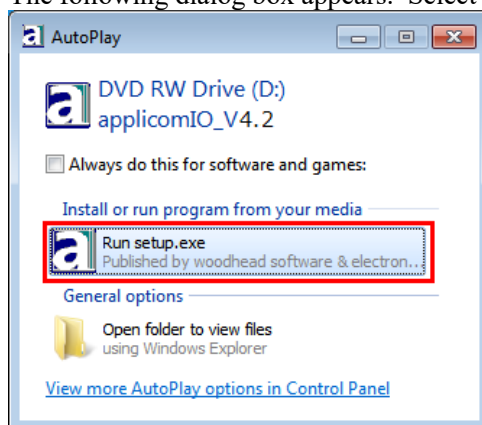 The following dialog box appears. Select
AutoPlay
DVD RW Drive (D:)
applicomIO_V4.2
Always do this for software and games:
Install or run program from your media
Run setup.exe
Published by woodhead software & electron...
General options
Open folder to view files
using Windows Explorer
View more AutoPlay options in Control Panel